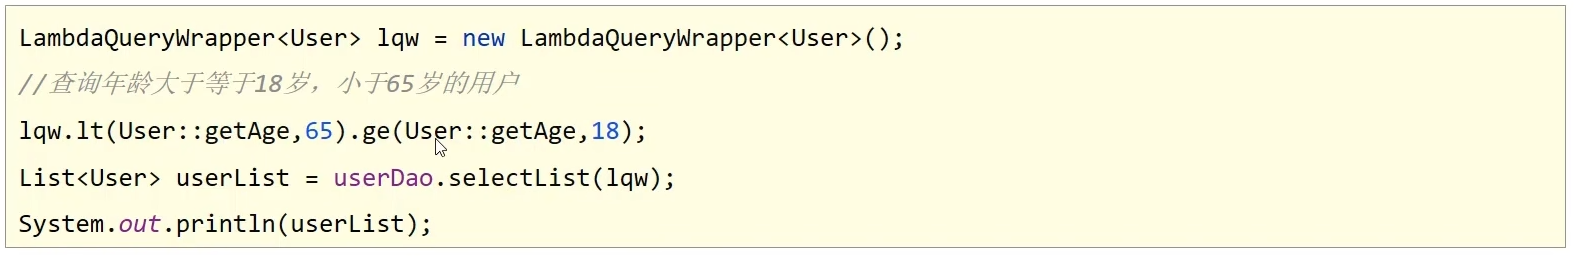 LambdaQueryWrapper<User> lqw = new LambdaQueryWrapper<User>();
//查询年龄大于等于18岁，小于65岁的用户
lqw.lt(User::getAge,65).ge(User::getAge,18);
List<User> userList = userDao.selectList(lqw);
System.out.println(userList);